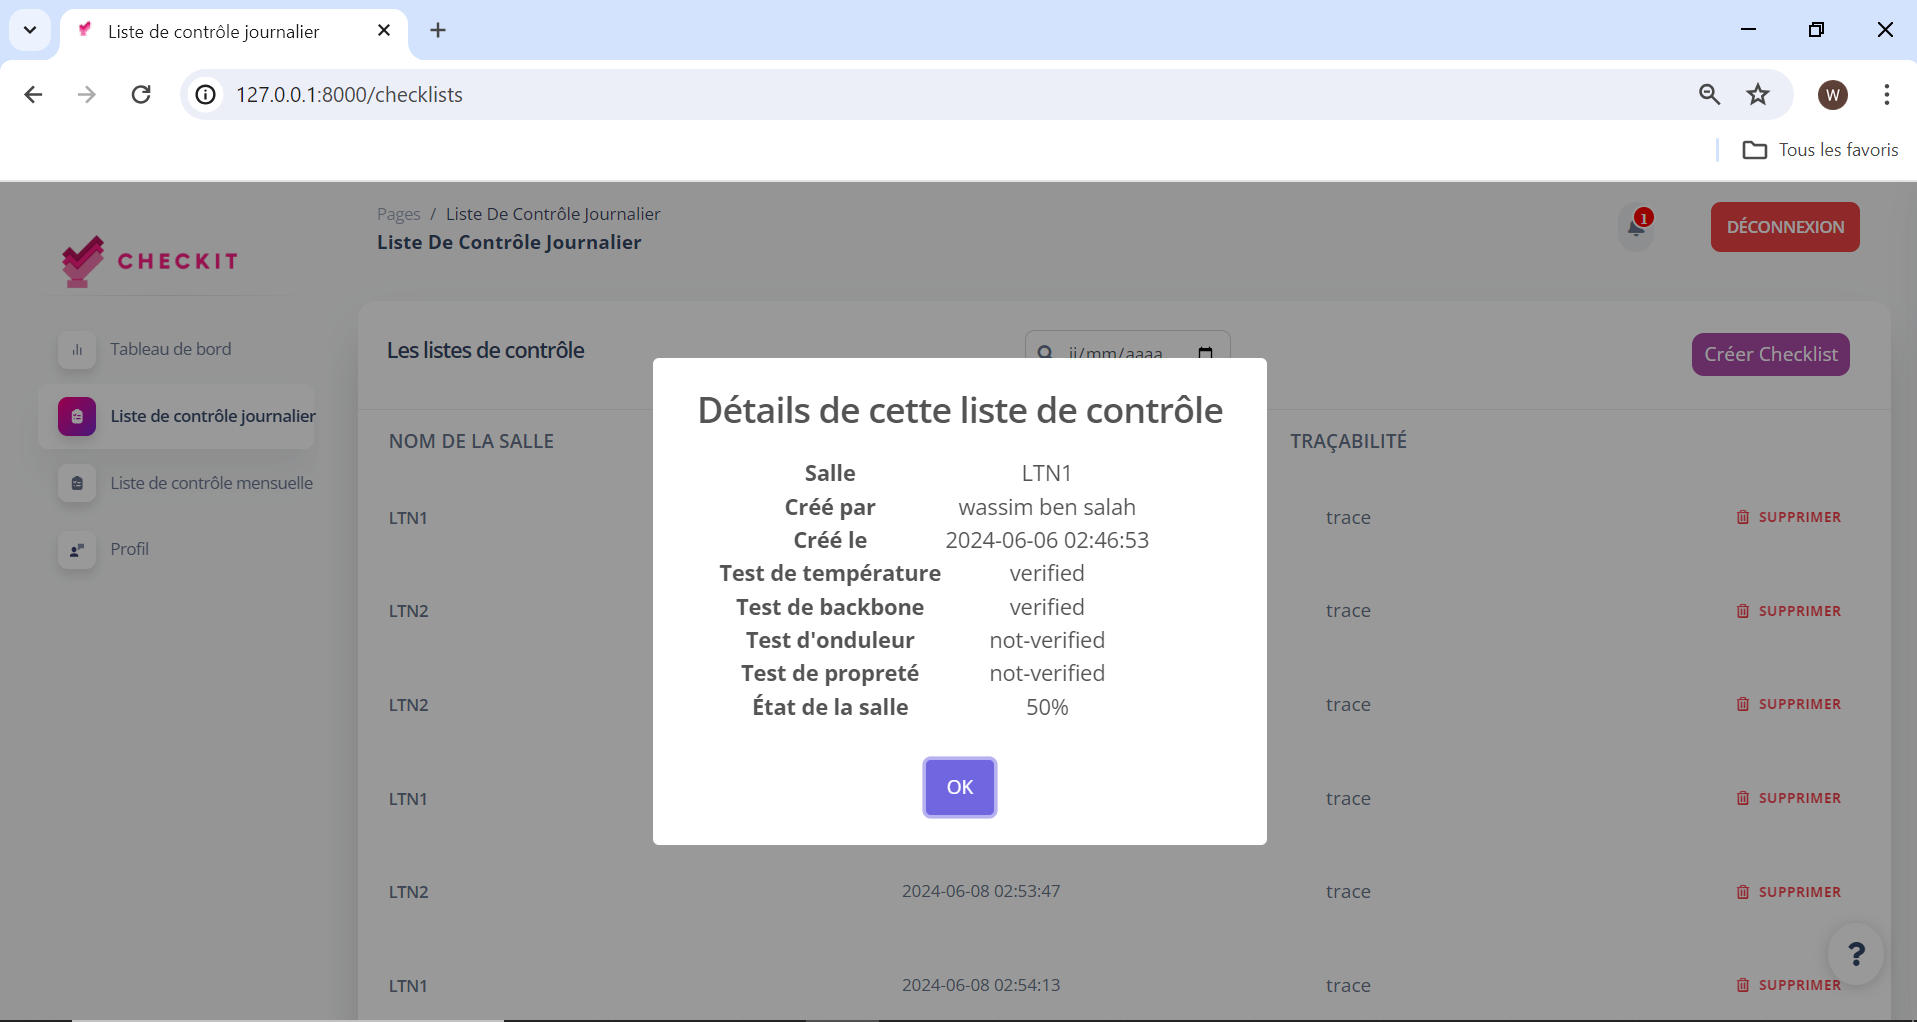 Liste de contrôle journalier
127.0.0.1:8000/checklists
W
Tous les favoris
Pages / Liste De Contrôle Journalier
Liste De Contrôle Journalier
1
DÉCONNEXION
CHECKIT
Tableau de bord
Liste de contrôle journalier
Liste de contrôle mensuelle
Profil
Les listes de contrôle
jj/mm/aaaa
Créer Checklist
NOM DE LA SALLE
TRAÇABILITÉ
LTN1 trace SUPPRIMER
LTN2 trace SUPPRIMER
LTN2 trace SUPPRIMER
LTN1 trace SUPPRIMER
LTN2 2024-06-08 02:53:47 trace SUPPRIMER
LTN1 2024-06-08 02:54:13 trace SUPPRIMER
Détails de cette liste de contrôle
Salle LTN1
Créé par wassim ben salah
Créé le 2024-06-06 02:46:53
Test de température verified
Test de backbone verified
Test d'onduleur not-verified
Test de propreté not-verified
État de la salle 50%
OK
?